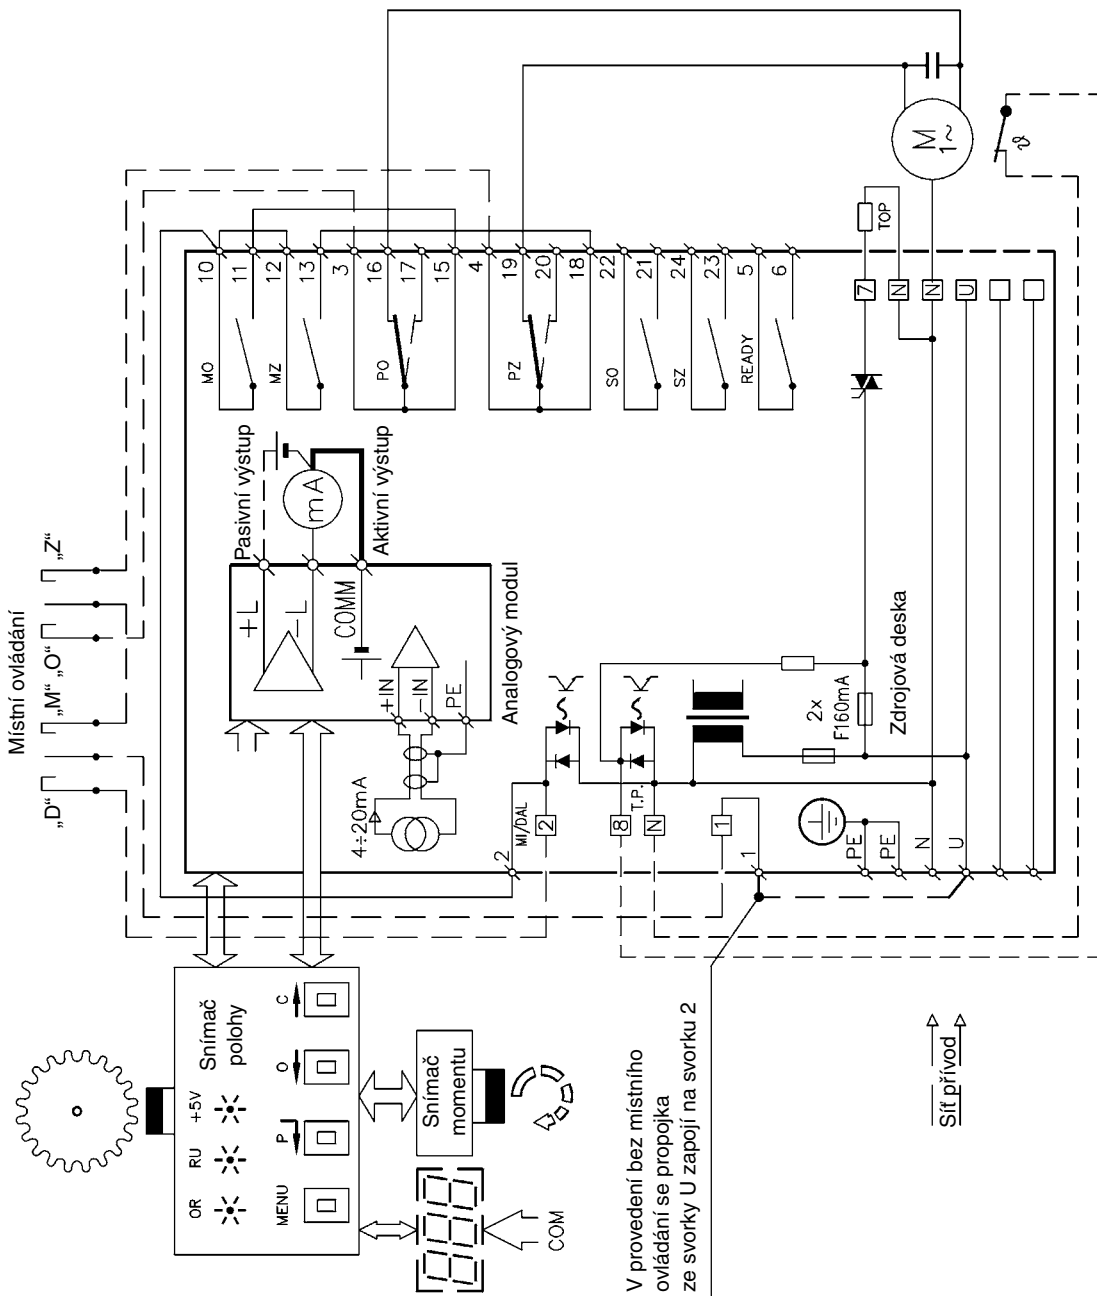 Místní ovládání
„D“
„M“
„O“
„Z“
Pasivní výstup
Aktivní výstup
mA
+L
−L
COMM
+IN
−IN
PE
Analogový modul
4÷20mA
10
11
12
13
3
16
17
15
4
19
20
18
22
21
24
23
5
6
MO
MZ
PO
PZ
SO
SZ
READY
TOP
7
N
N
U
M
1~
ϑ
2
MI/DAL
2
8
T.P.
N
1
1
2x
F160mA
Zdrojová deska
PE
PE
N
U
Snímač
polohy
+5V
RU
OR
C
O
P
MENU
Snímač
momentu
COM
V provedení bez místního
ovládání se propojka
ze svorky U zapojí na svorku 2
Síť přívod